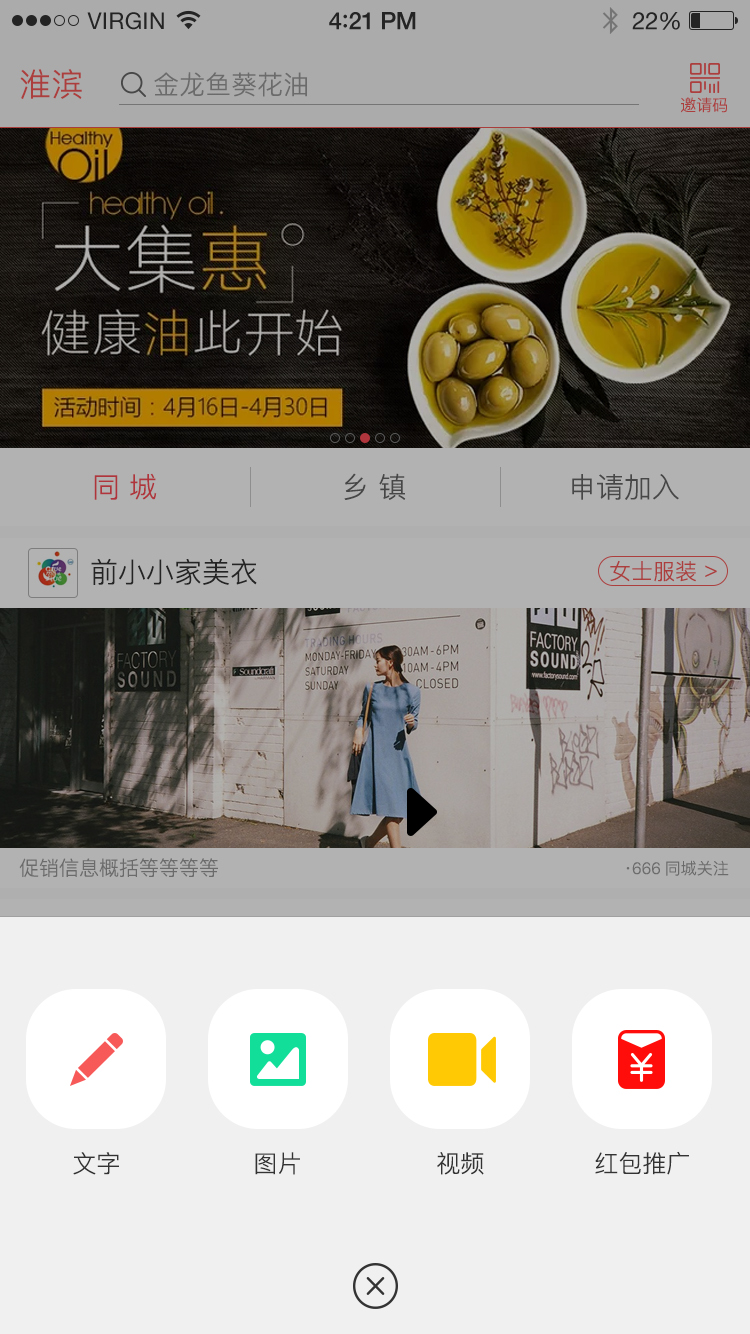 VIRGIN 4:21 PM 22%
淮滨 金龙鱼葵花油
邀请码
Healthy
Oil
healthy oil.
大集惠
健康油此开始
活动时间：4月16日-4月30日
同 城 乡 镇 申请加入
前小小家美衣 女士服装 >
FACTORY
SOUND
Soundcraft
TRADING HOURS
MONDAY-FRIDAY 30AM-6PM
SATURDAY 10AM-4PM
SUNDAY CLOSED
FACTORY
SOUND
www.factorysound.com
促销信息概括等等等等 ·666 同城关注
文字 图片 视频 红包推广
¥